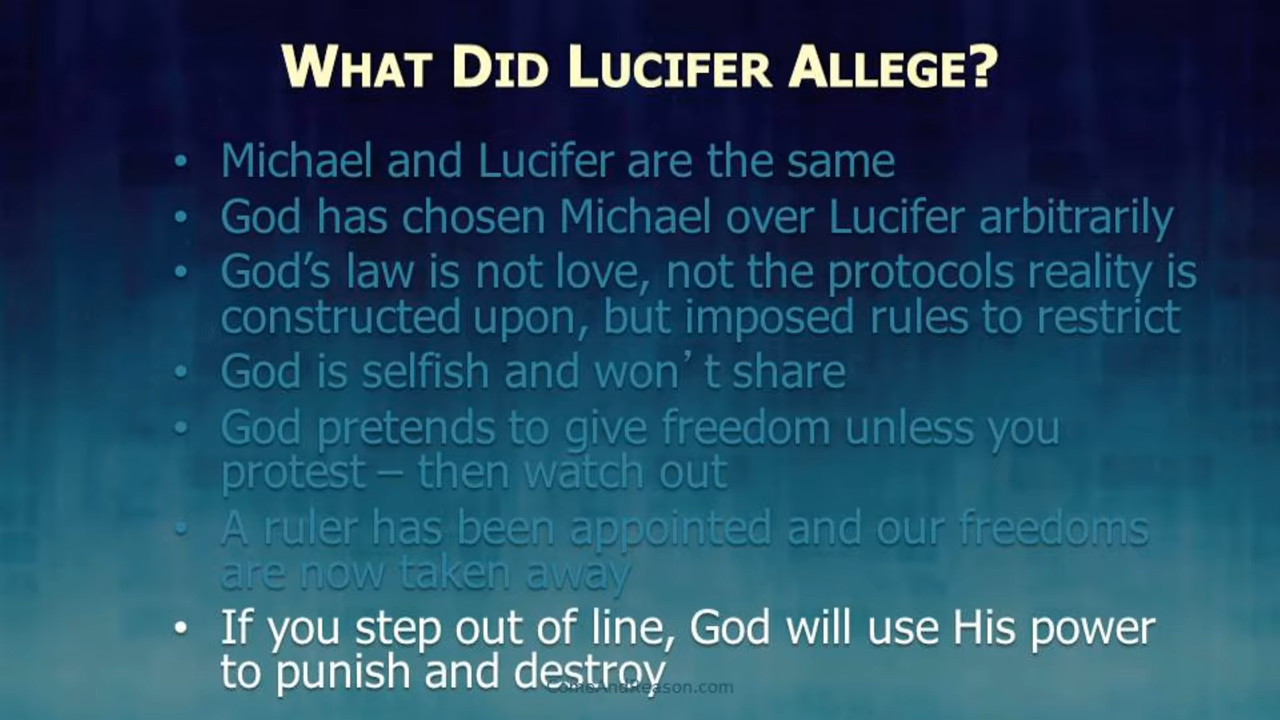 WHAT DID LUCIFER ALLEGE?
• Michael and Lucifer are the same
• God has chosen Michael over Lucifer arbitrarily
• God’s law is not love, not the protocols reality is
constructed upon, but imposed rules to restrict
• God is selfish and won’t share
• God pretends to give freedom unless you
protest – then watch out
• A ruler has been appointed and our freedoms
are now taken away
• If you step out of line, God will use His power
to punish and destroy
ComeAndReason.com